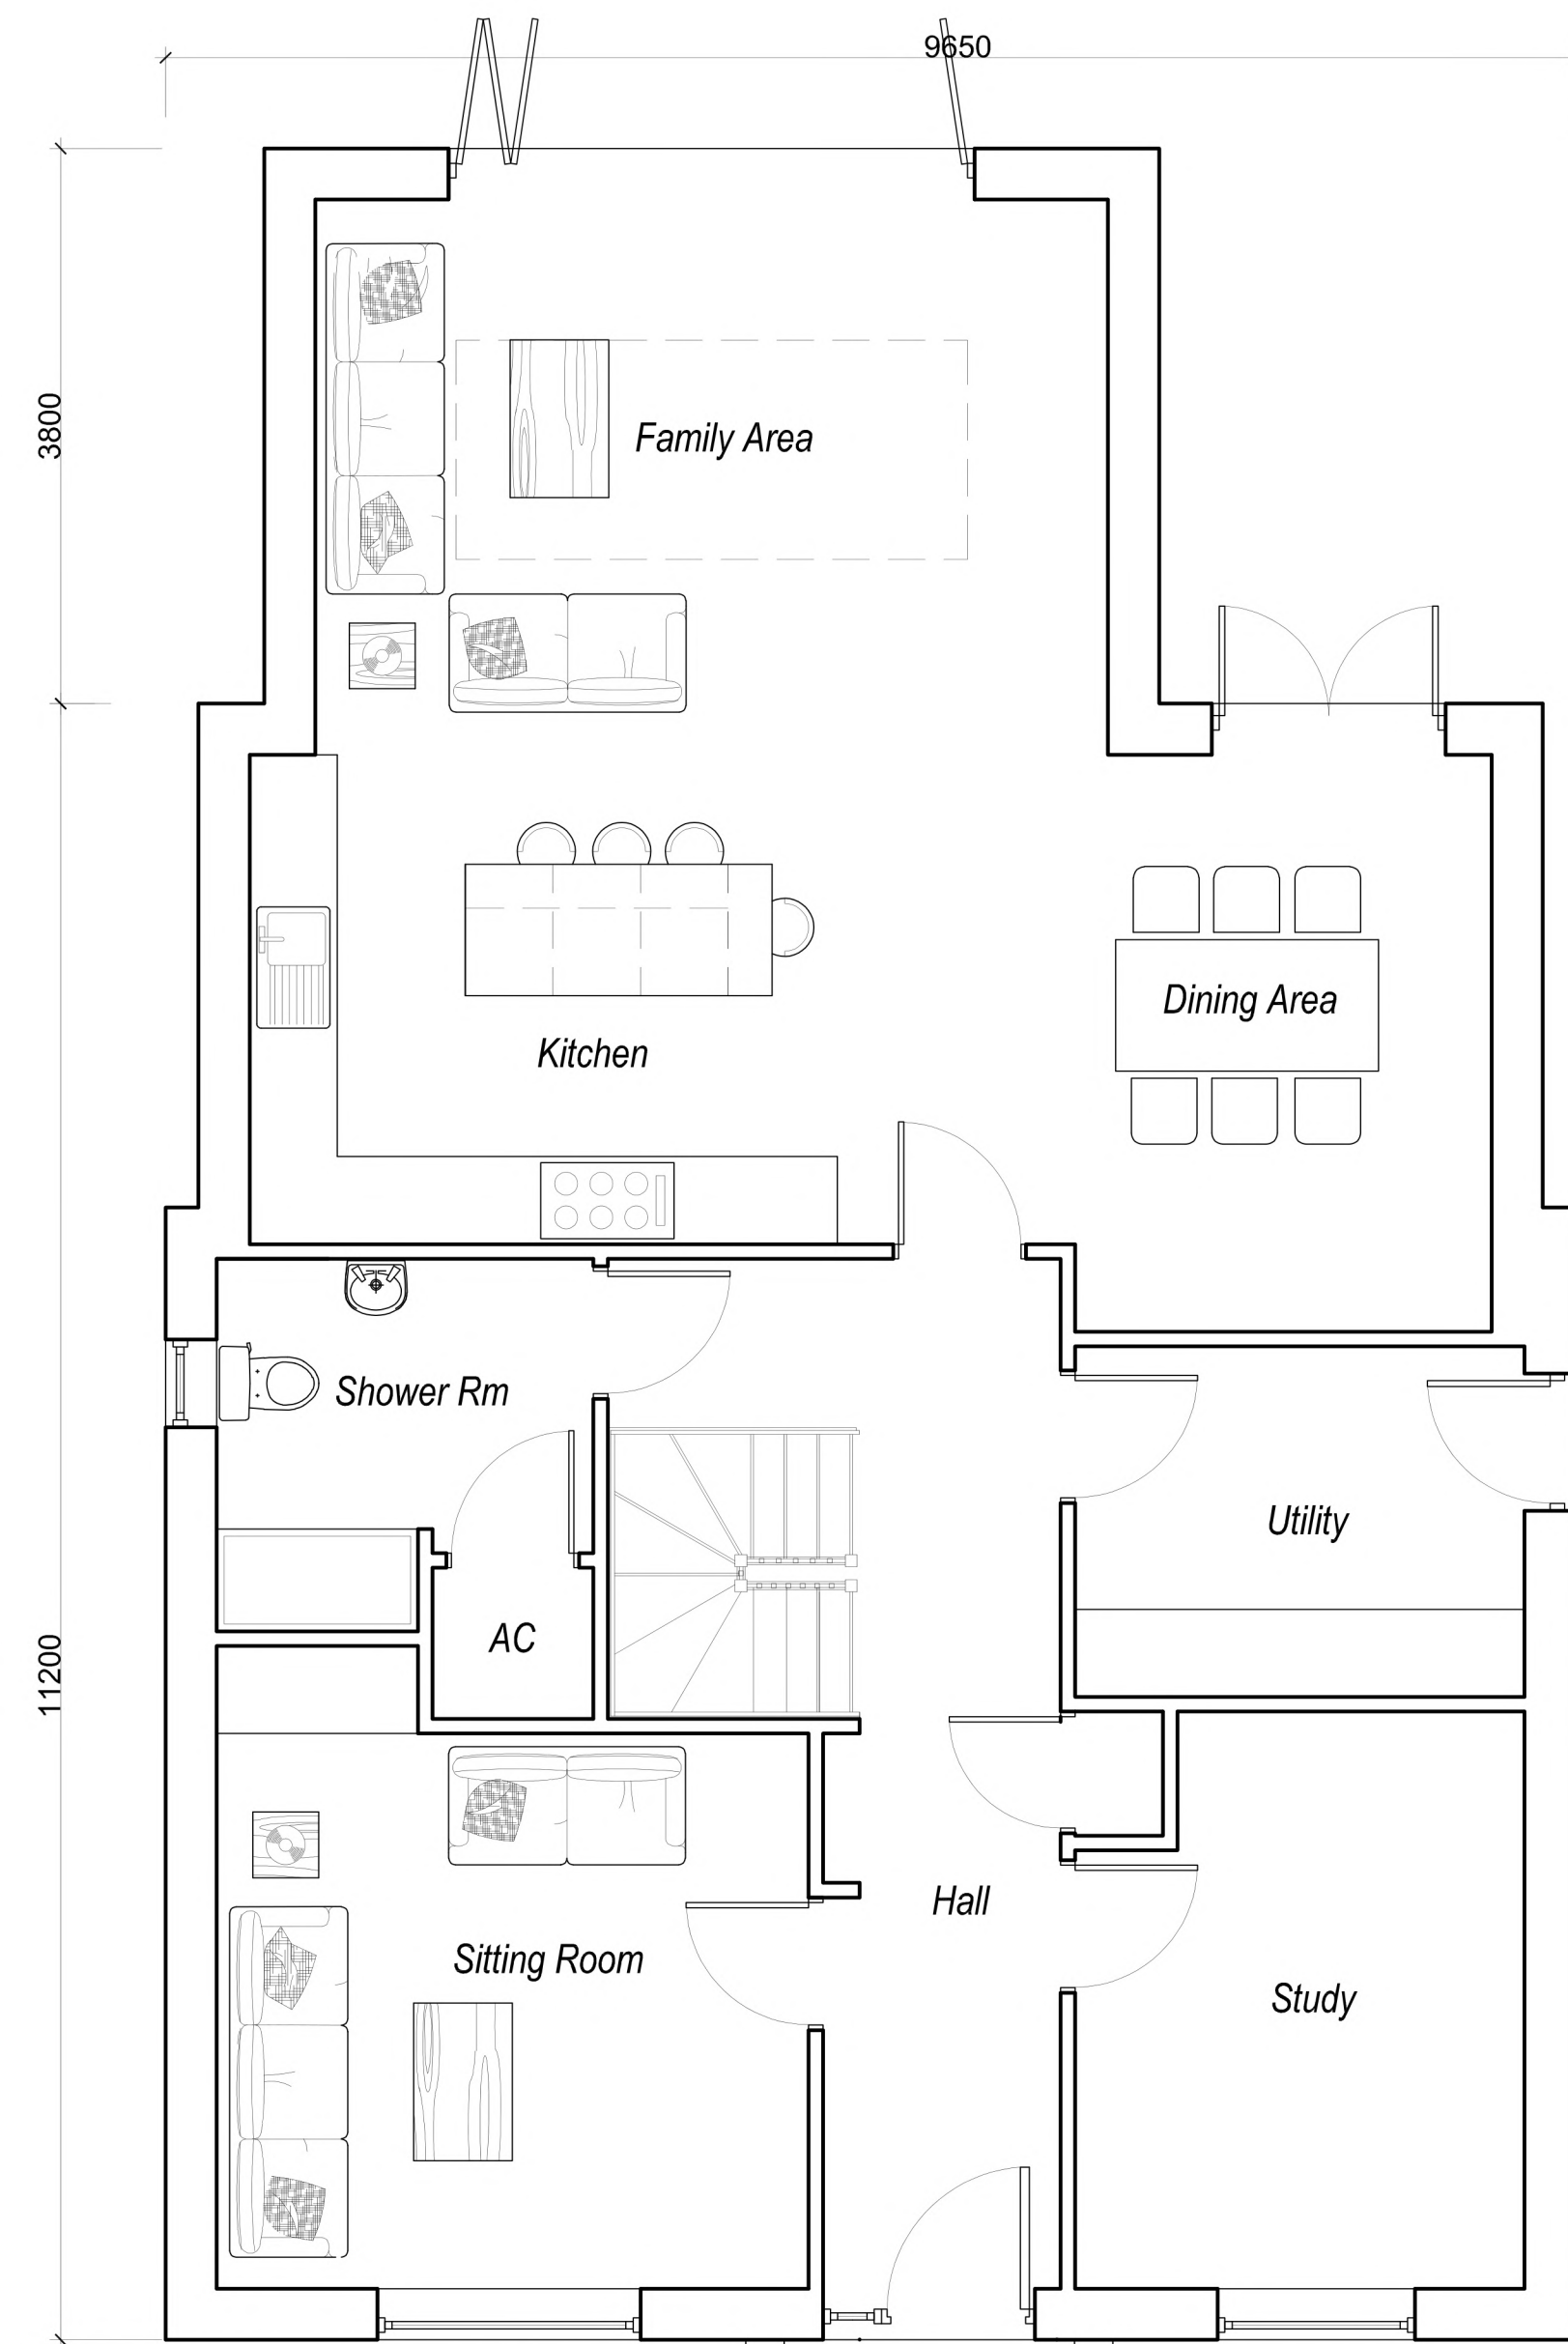 9650
3800
Family Area
Dining Area
Kitchen
Shower Rm
Utility
AC
11200
Hall
Sitting Room
Study